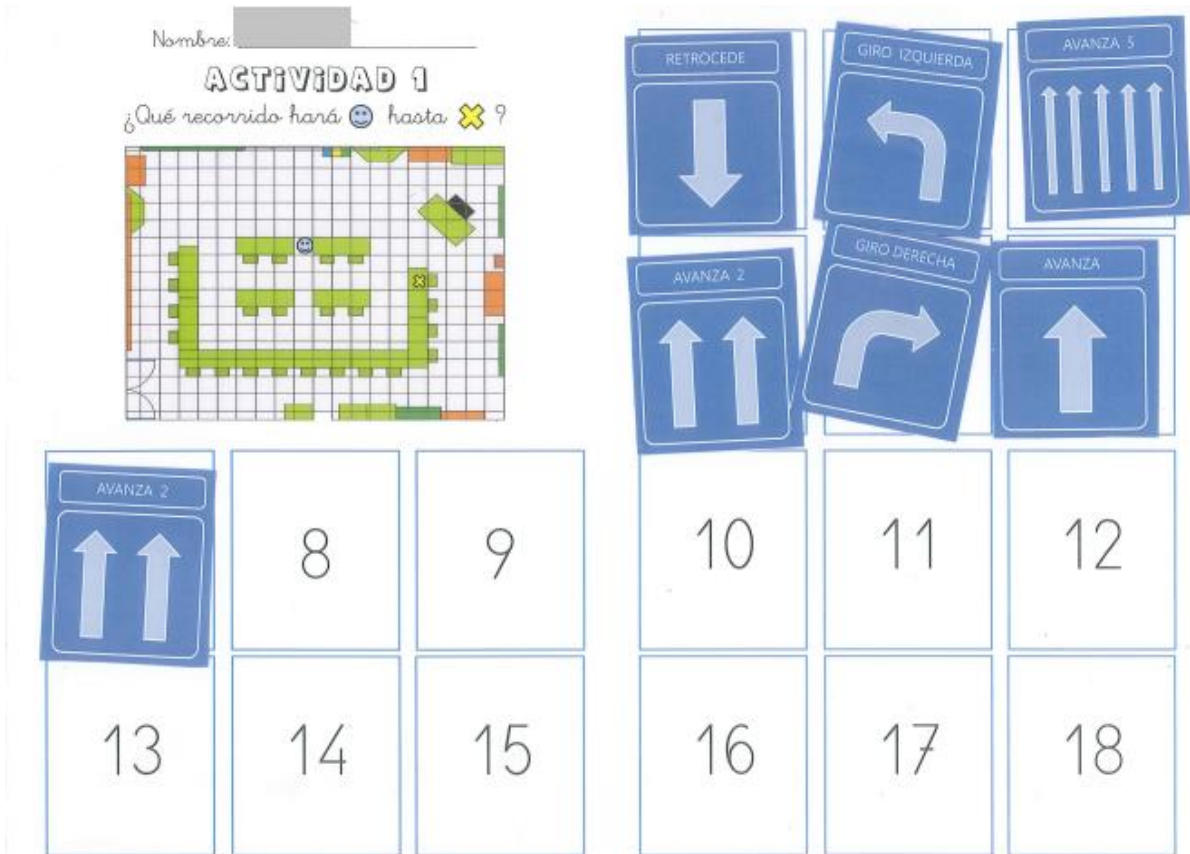 Nombre:
ACTIVIDAD 1
¿Qué recorrido hará hasta ?
RETROCEDE
GIRO IZQUIERDA
AVANZA 5
AVANZA 2
GIRO DERECHA
AVANZA
AVANZA 2
8
9
10
11
12
13
14
15
16
17
18